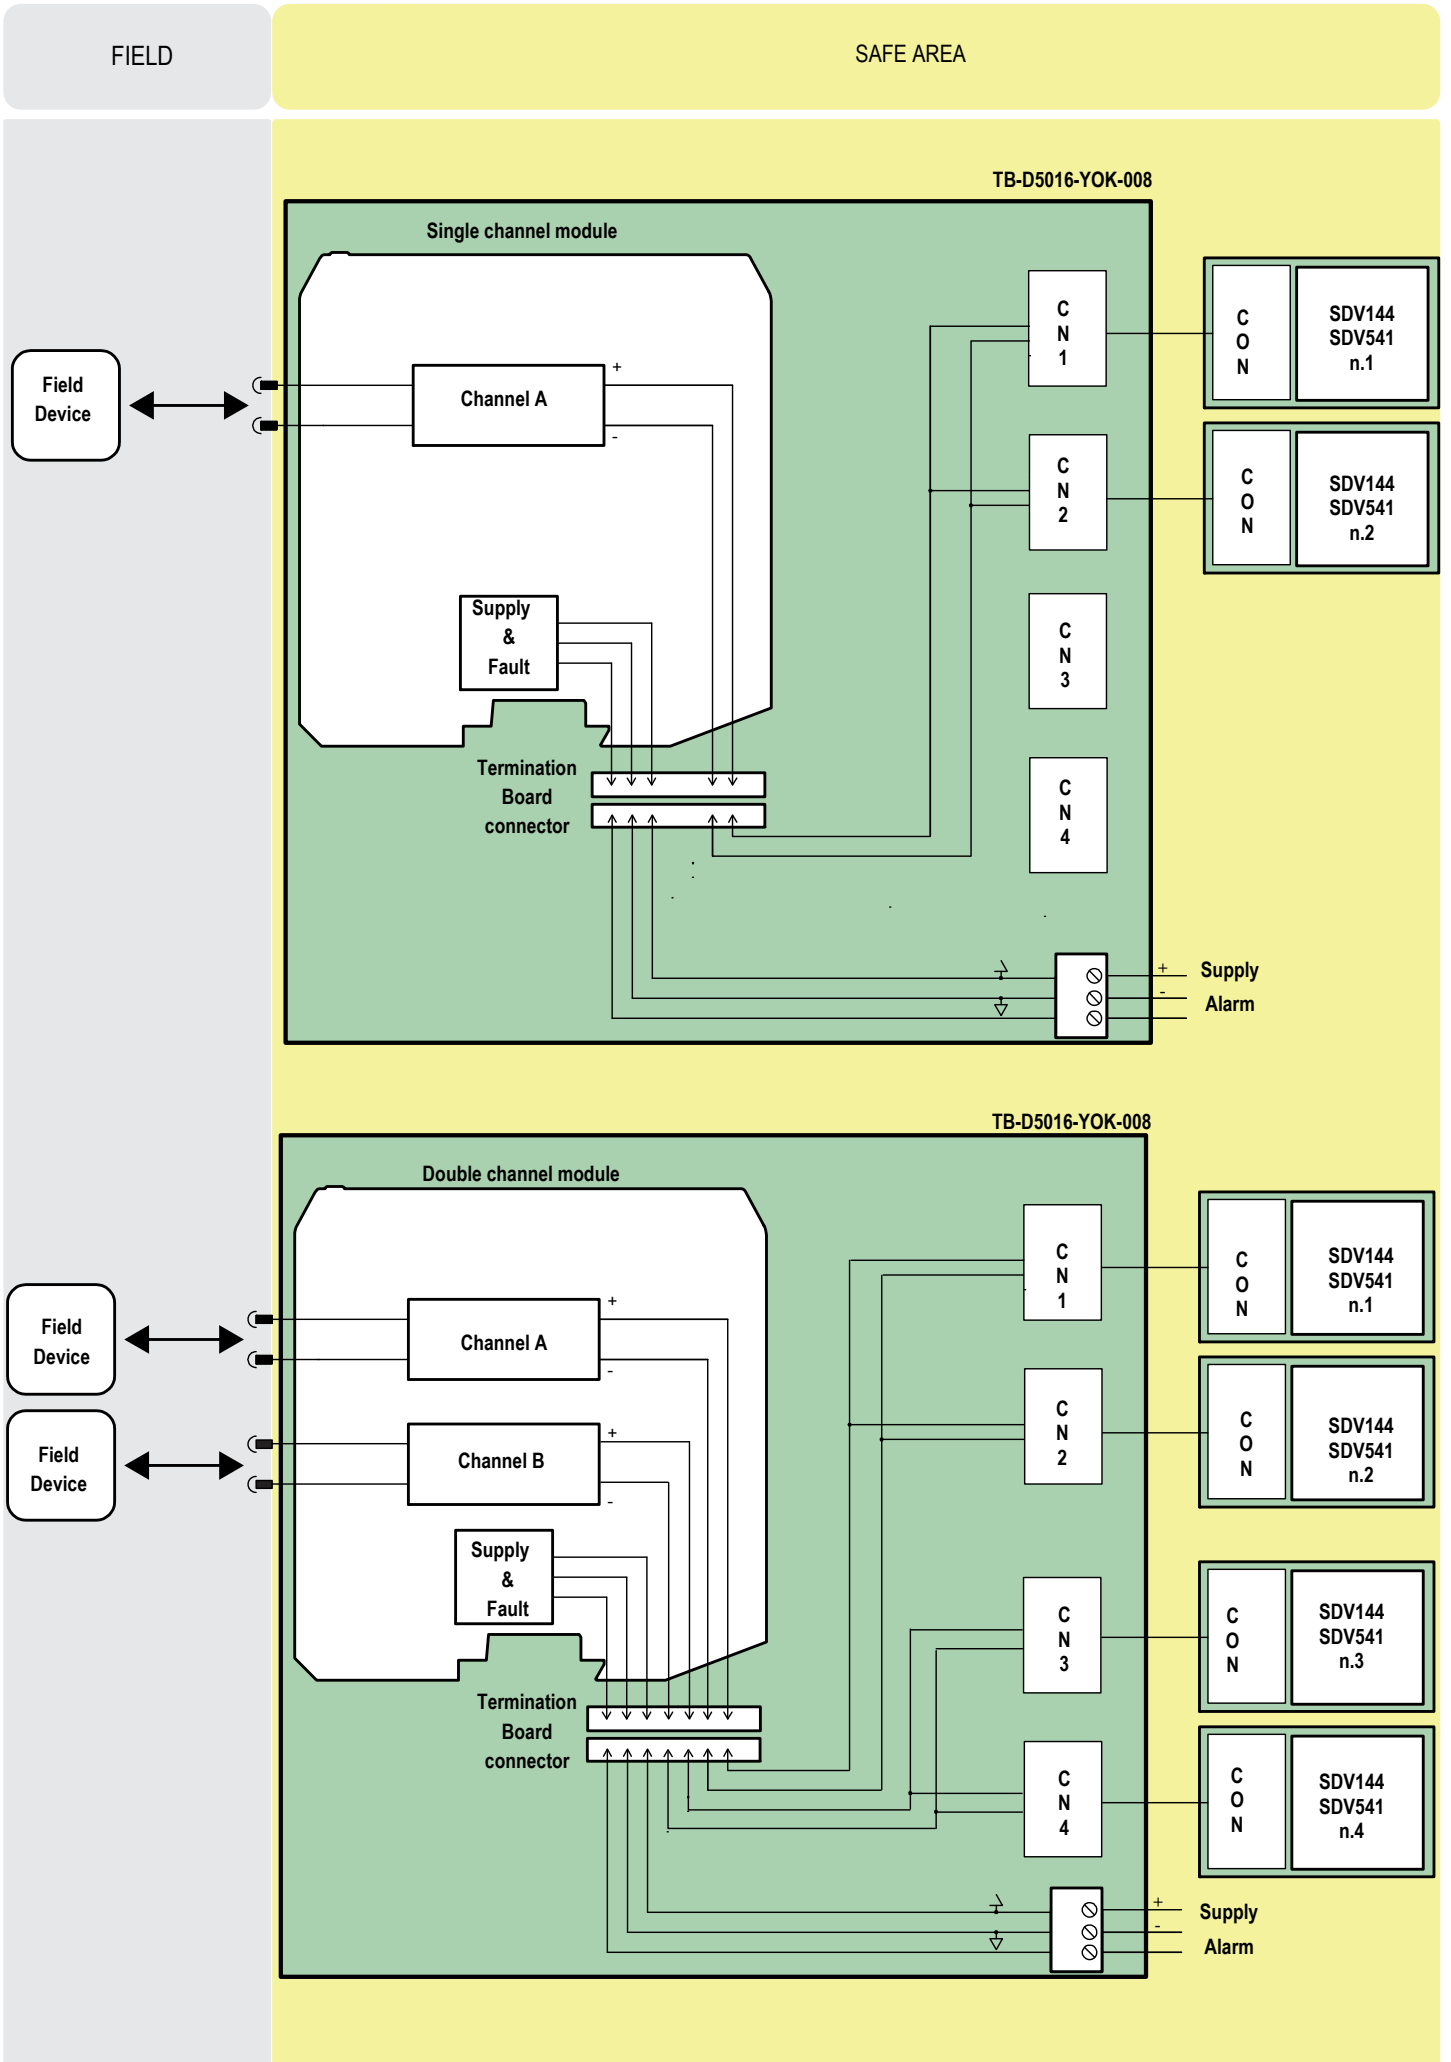 FIELD
SAFE AREA
TB-D5016-YOK-008
Single channel module
Field
Device
Channel A
+
-
Supply
&
Fault
Termination
Board
connector
C
N
1
C
N
2
C
N
3
C
N
4
C
O
N
SDV144
SDV541
n.1
C
O
N
SDV144
SDV541
n.2
+
-
Supply
Alarm
TB-D5016-YOK-008
Double channel module
Field
Device
Field
Device
Channel A
+
-
Channel B
+
-
Supply
&
Fault
Termination
Board
connector
C
N
1
C
N
2
C
N
3
C
N
4
C
O
N
SDV144
SDV541
n.1
C
O
N
SDV144
SDV541
n.2
C
O
N
SDV144
SDV541
n.3
C
O
N
SDV144
SDV541
n.4
+
-
Supply
Alarm